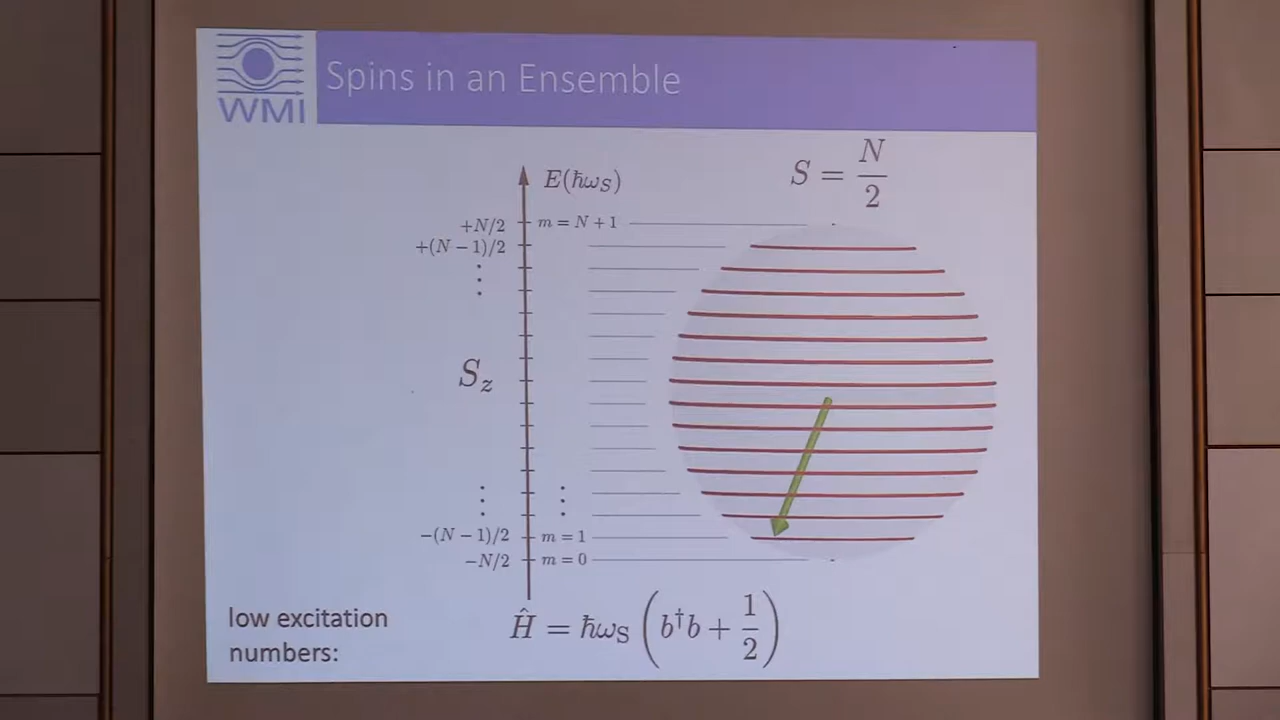 WMI
Spins in an Ensemble
E(ħω_S)
S = N/2
+N/2
m = N + 1
+(N − 1)/2
⋮
S_z
⋮ ⋮
−(N − 1)/2
m = 1
−N/2
m = 0
low excitation
numbers:
Ĥ = ħω_S (b†b + 1/2)